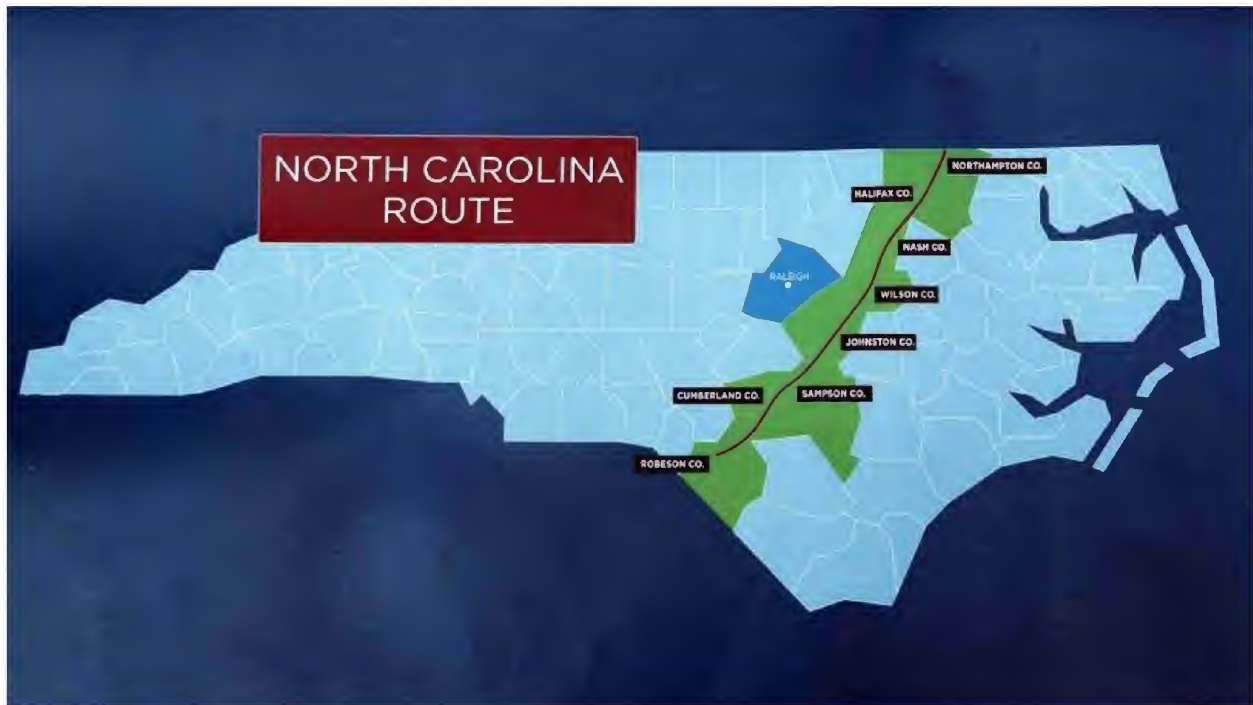 NORTH CAROLINA
ROUTE
NORTHAMPTON CO.
HALIFAX CO.
NASH CO.
RALEIGH
WILSON CO.
JOHNSTON CO.
CUMBERLAND CO.
SAMPSON CO.
ROBESON CO.